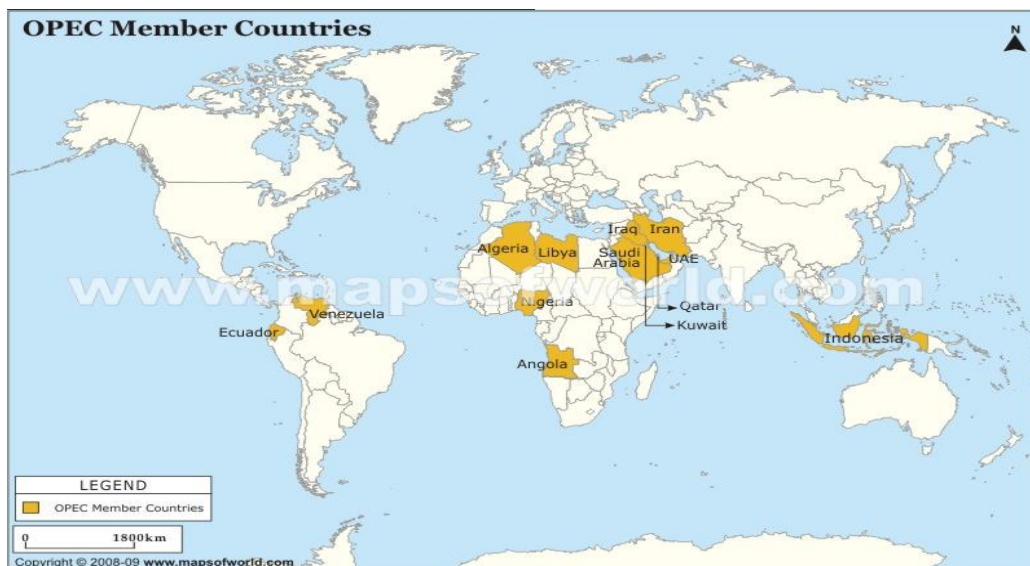 OPEC Member Countries
N
Iraq
Iran
Algeria
Libya
Saudi
Arabia
UAE
www.mapsofworld.com
Nigeria
Qatar
Venezuela
Kuwait
Ecuador
Indonesia
Angola
LEGEND
OPEC Member Countries
0 1800km
Copyright © 2008-09 www.mapsofworld.com